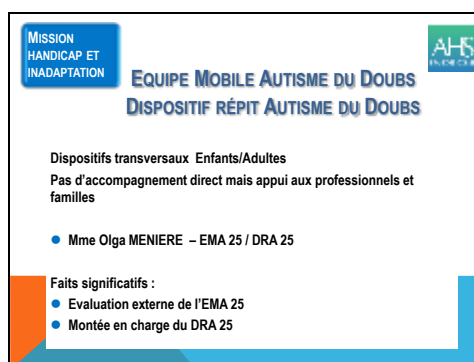 MISSION
HANDICAP ET
INADAPTATION
AHS
EQUIPE MOBILE AUTISME DU DOUBS
DISPOSITIF RÉPIT AUTISME DU DOUBS
Dispositifs transversaux Enfants/Adultes
Pas d'accompagnement direct mais appui aux professionnels et
familles
Mme Olga MENIERE – EMA 25 / DRA 25
Faits significatifs :
Evaluation externe de l'EMA 25
Montée en charge du DRA 25